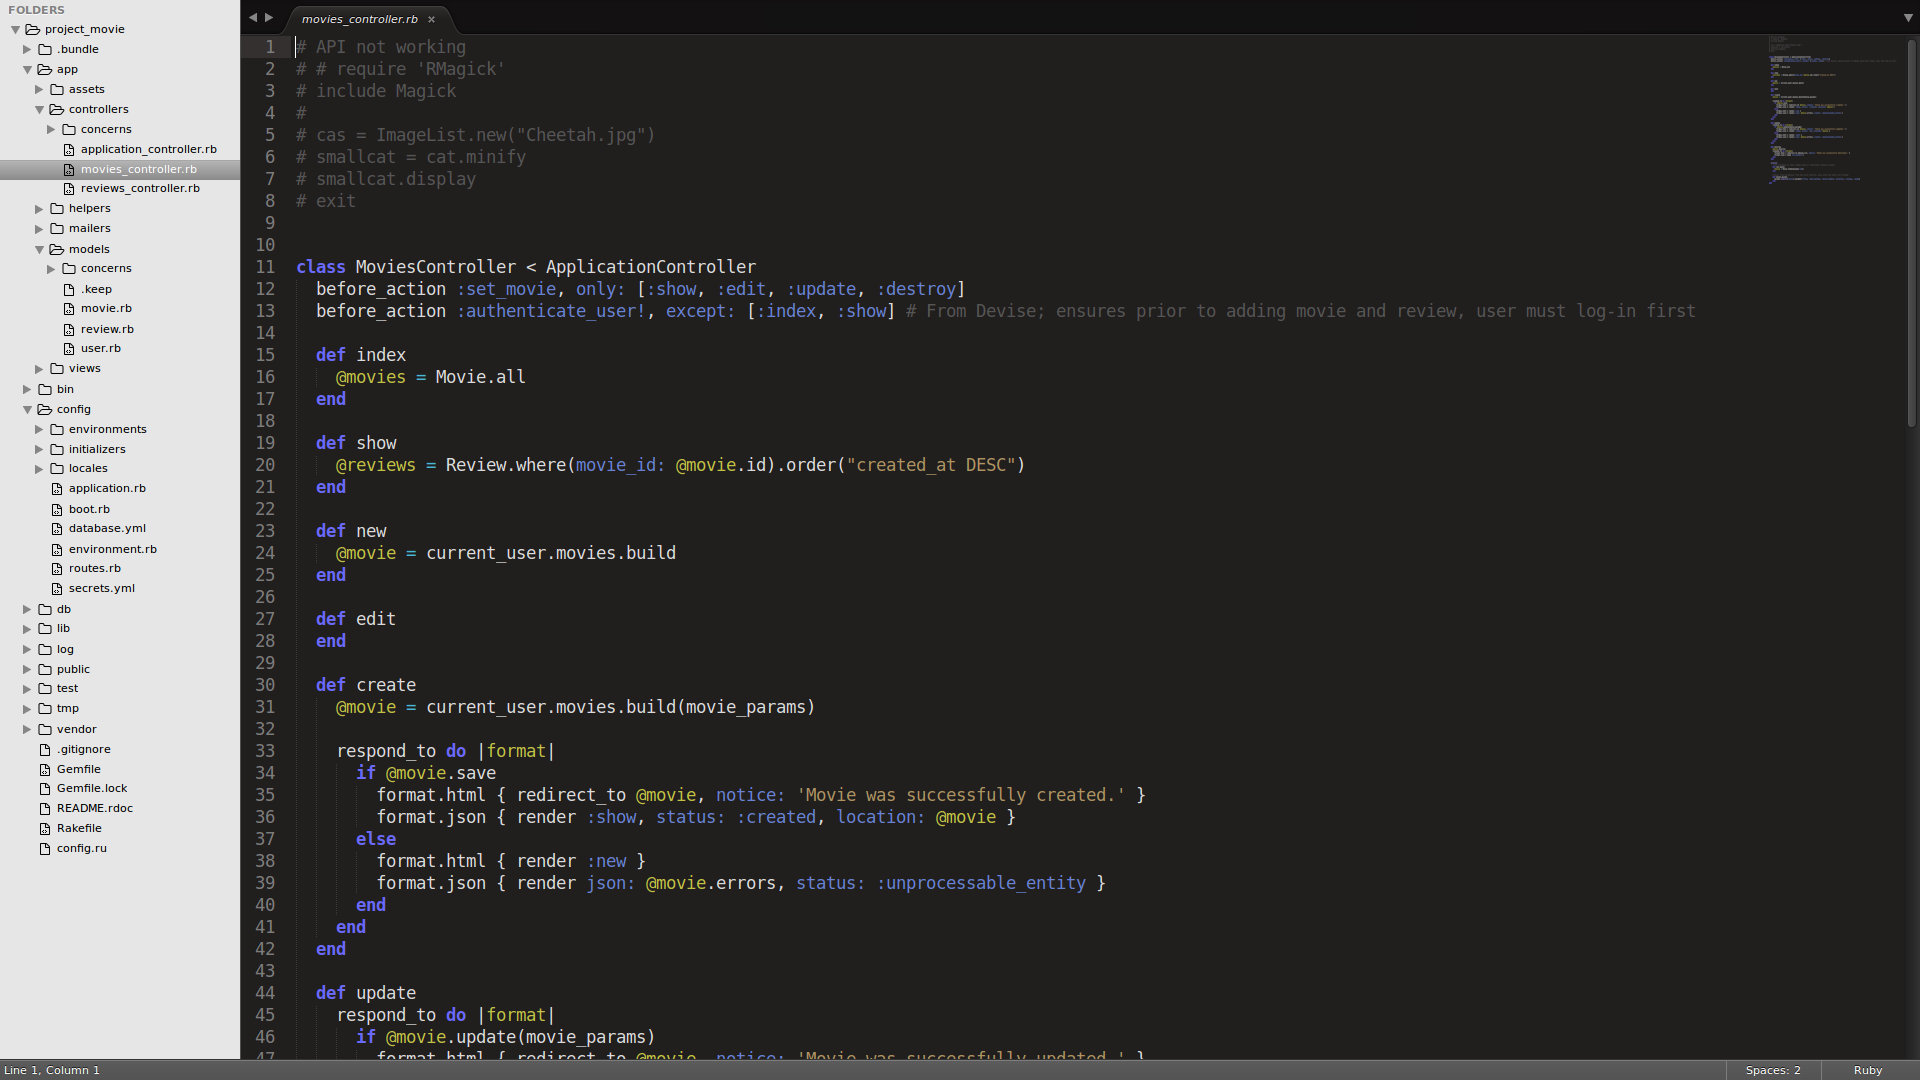 FOLDERS
project_movie
.bundle
app
assets
controllers
concerns
application_controller.rb
movies_controller.rb
reviews_controller.rb
helpers
mailers
models
concerns
.keep
movie.rb
review.rb
user.rb
views
bin
config
environments
initializers
locales
application.rb
boot.rb
database.yml
environment.rb
routes.rb
secrets.yml
db
lib
log
public
test
tmp
vendor
.gitignore
Gemfile
Gemfile.lock
README.rdoc
Rakefile
config.ru
movies_controller.rb ×
1 # API not working
2 # # require 'RMagick'
3 # include Magick
4 #
5 # cas = ImageList.new("Cheetah.jpg")
6 # smallcat = cat.minify
7 # smallcat.display
8 # exit
9
10
11 class MoviesController < ApplicationController
12   before_action :set_movie, only: [:show, :edit, :update, :destroy]
13   before_action :authenticate_user!, except: [:index, :show] # From Devise; ensures prior to adding movie and review, user must log-in first
14
15   def index
16     @movies = Movie.all
17   end
18
19   def show
20     @reviews = Review.where(movie_id: @movie.id).order("created_at DESC")
21   end
22
23   def new
24     @movie = current_user.movies.build
25   end
26
27   def edit
28   end
29
30   def create
31     @movie = current_user.movies.build(movie_params)
32
33     respond_to do |format|
34       if @movie.save
35         format.html { redirect_to @movie, notice: 'Movie was successfully created.' }
36         format.json { render :show, status: :created, location: @movie }
37       else
38         format.html { render :new }
39         format.json { render json: @movie.errors, status: :unprocessable_entity }
40       end
41     end
42   end
43
44   def update
45     respond_to do |format|
46       if @movie.update(movie_params)
47         format.html { redirect_to @movie, notice: 'Movie was successfully updated.' }
Line 1, Column 1
Spaces: 2
Ruby